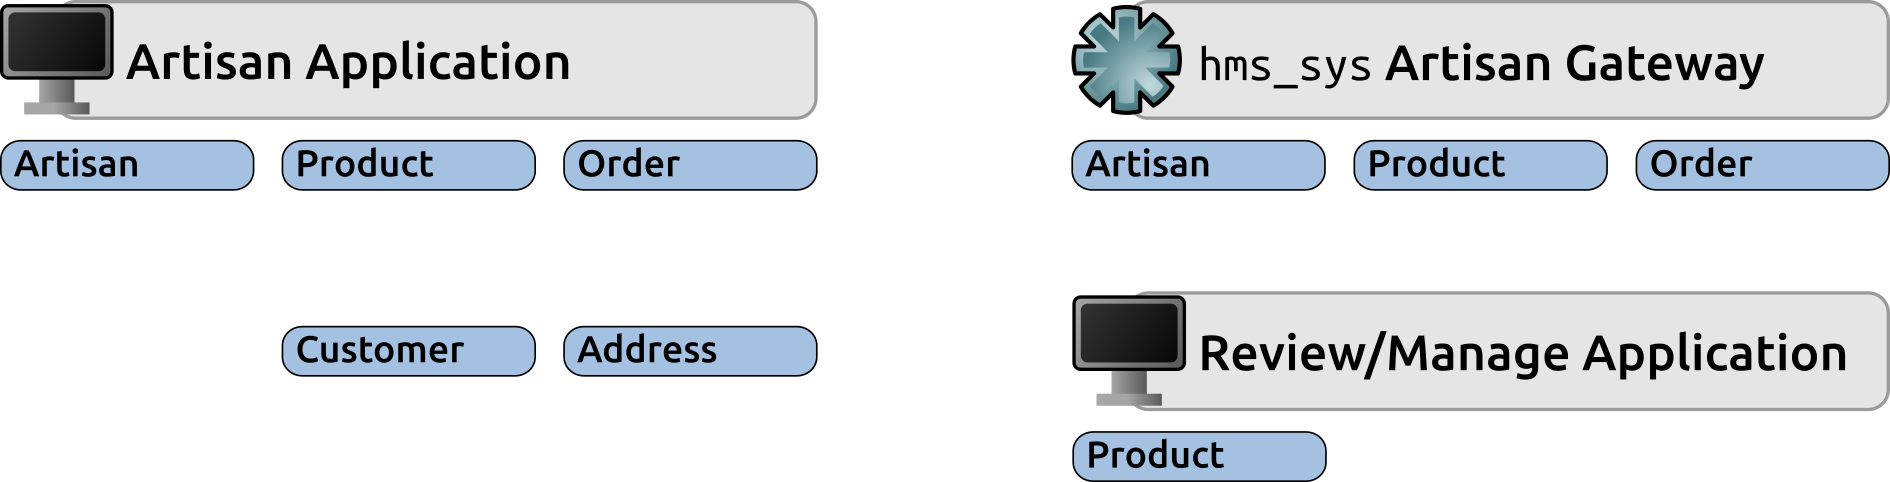 Artisan Application
Artisan
Product
Order
Customer
Address
hms_sys Artisan Gateway
Artisan
Product
Order
Review/Manage Application
Product